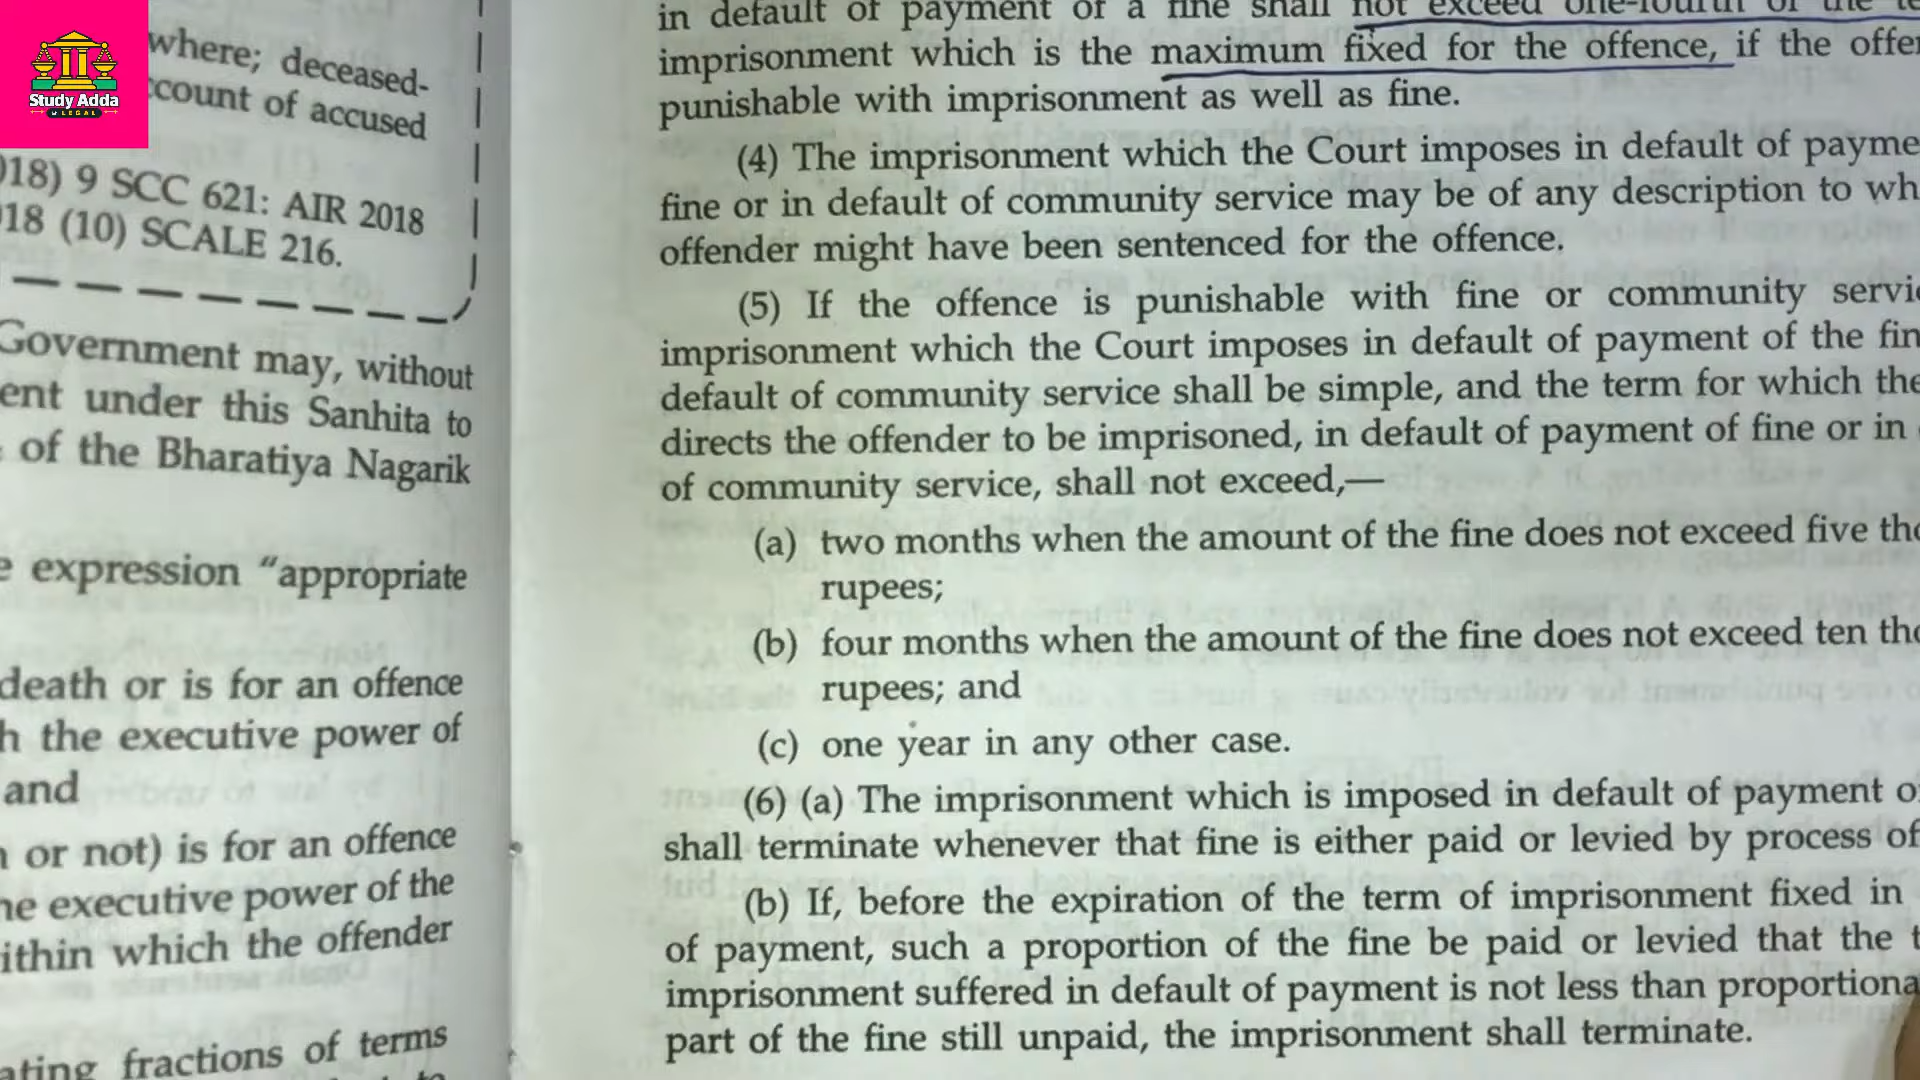 Study Adda
LEGAL
where; deceased-
count of accused
18) 9 SCC 621: AIR 2018
18 (10) SCALE 216.
Government may, without
ent under this Sanhita to
of the Bharatiya Nagarik
expression "appropriate
death or is for an offence
h the executive power of
and
or not) is for an offence
he executive power of the
ithin which the offender
ating fractions of terms
in default of payment of a fine shall not exceed one-fourth of the te
imprisonment which is the maximum fixed for the offence, if the offe
punishable with imprisonment as well as fine.
(4) The imprisonment which the Court imposes in default of payme
fine or in default of community service may be of any description to wh
offender might have been sentenced for the offence.
(5) If the offence is punishable with fine or community servi
imprisonment which the Court imposes in default of payment of the fin
default of community service shall be simple, and the term for which the
directs the offender to be imprisoned, in default of payment of fine or in
of community service, shall not exceed,—
(a) two months when the amount of the fine does not exceed five tho
rupees;
(b) four months when the amount of the fine does not exceed ten tho
rupees; and
(c) one year in any other case.
(6) (a) The imprisonment which is imposed in default of payment o
shall terminate whenever that fine is either paid or levied by process of
(b) If, before the expiration of the term of imprisonment fixed in
of payment, such a proportion of the fine be paid or levied that the t
imprisonment suffered in default of payment is not less than proportiona
part of the fine still unpaid, the imprisonment shall terminate.